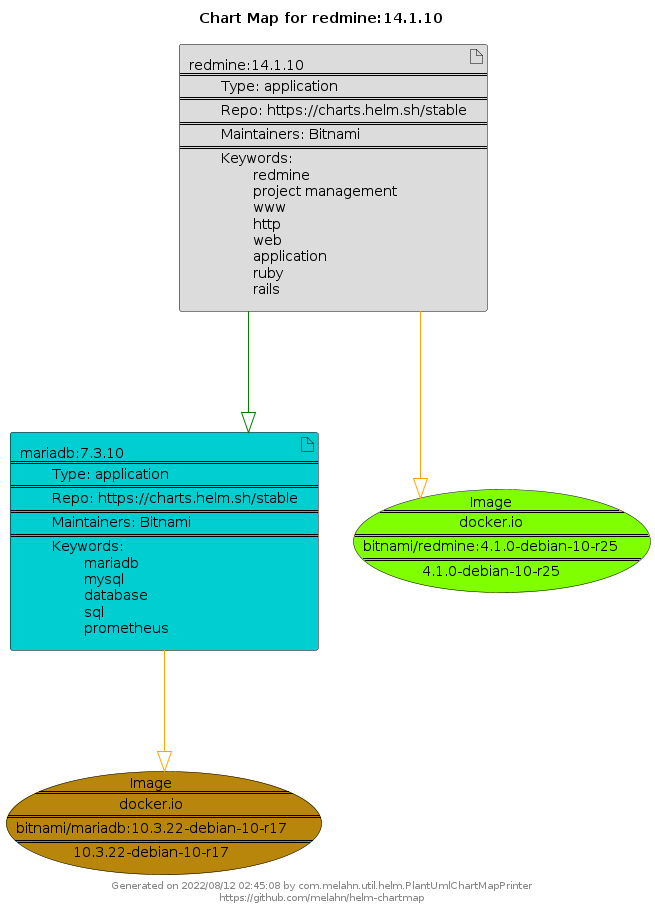 Chart Map for redmine:14.1.10
redmine:14.1.10
Type: application
Repo: https://charts.helm.sh/stable
Maintainers: Bitnami
Keywords:
redmine
project management
www
http
web
application
ruby
rails
mariadb:7.3.10
Type: application
Repo: https://charts.helm.sh/stable
Maintainers: Bitnami
Keywords:
mariadb
mysql
database
sql
prometheus
Image
docker.io
bitnami/redmine:4.1.0-debian-10-r25
4.1.0-debian-10-r25
Image
docker.io
bitnami/mariadb:10.3.22-debian-10-r17
10.3.22-debian-10-r17
Generated on 2022/08/12 02:45:08 by com.melahn.util.helm.PlantUmlChartMapPrinter
https://github.com/melahn/helm-chartmap